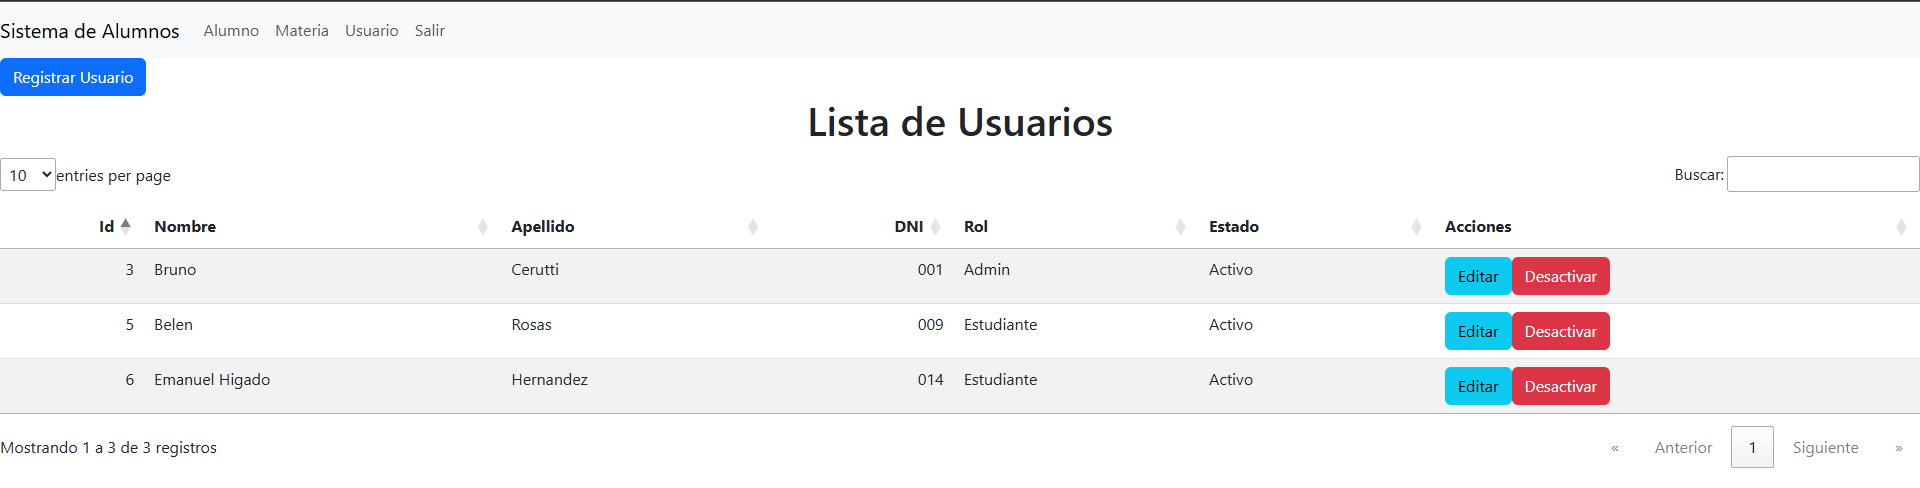 Sistema de Alumnos Alumno Materia Usuario Salir
Registrar Usuario
Lista de Usuarios
10 entries per page Buscar:
Id Nombre Apellido DNI Rol Estado Acciones
3 Bruno Cerutti 001 Admin Activo Editar Desactivar
5 Belen Rosas 009 Estudiante Activo Editar Desactivar
6 Emanuel Higado Hernandez 014 Estudiante Activo Editar Desactivar
Mostrando 1 a 3 de 3 registros « Anterior 1 Siguiente »